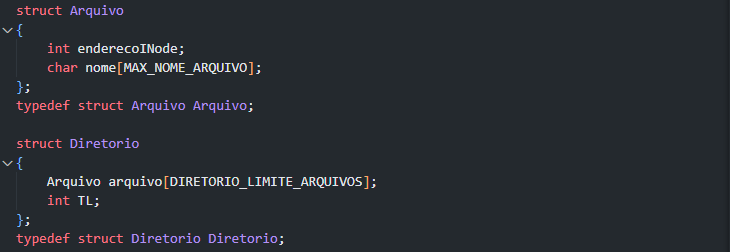 struct Arquivo
{
    int enderecoINode;
    char nome[MAX_NOME_ARQUIVO];
};
typedef struct Arquivo Arquivo;

struct Diretorio
{
    Arquivo arquivo[DIRETORIO_LIMITE_ARQUIVOS];
    int TL;
};
typedef struct Diretorio Diretorio;